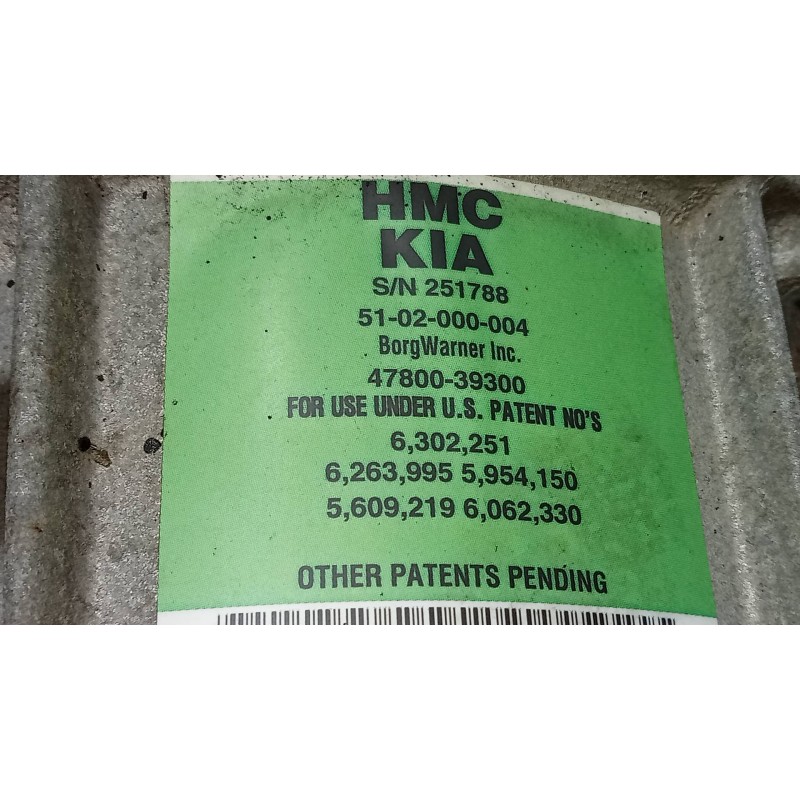 HMC
KIA
S/N 251788
51-02-000-004
BorgWarner Inc.
47800-39300
FOR USE UNDER U.S. PATENT NO'S
6,302,251
6,263,995 5,954,150
5,609,219 6,062,330
OTHER PATENTS PENDING